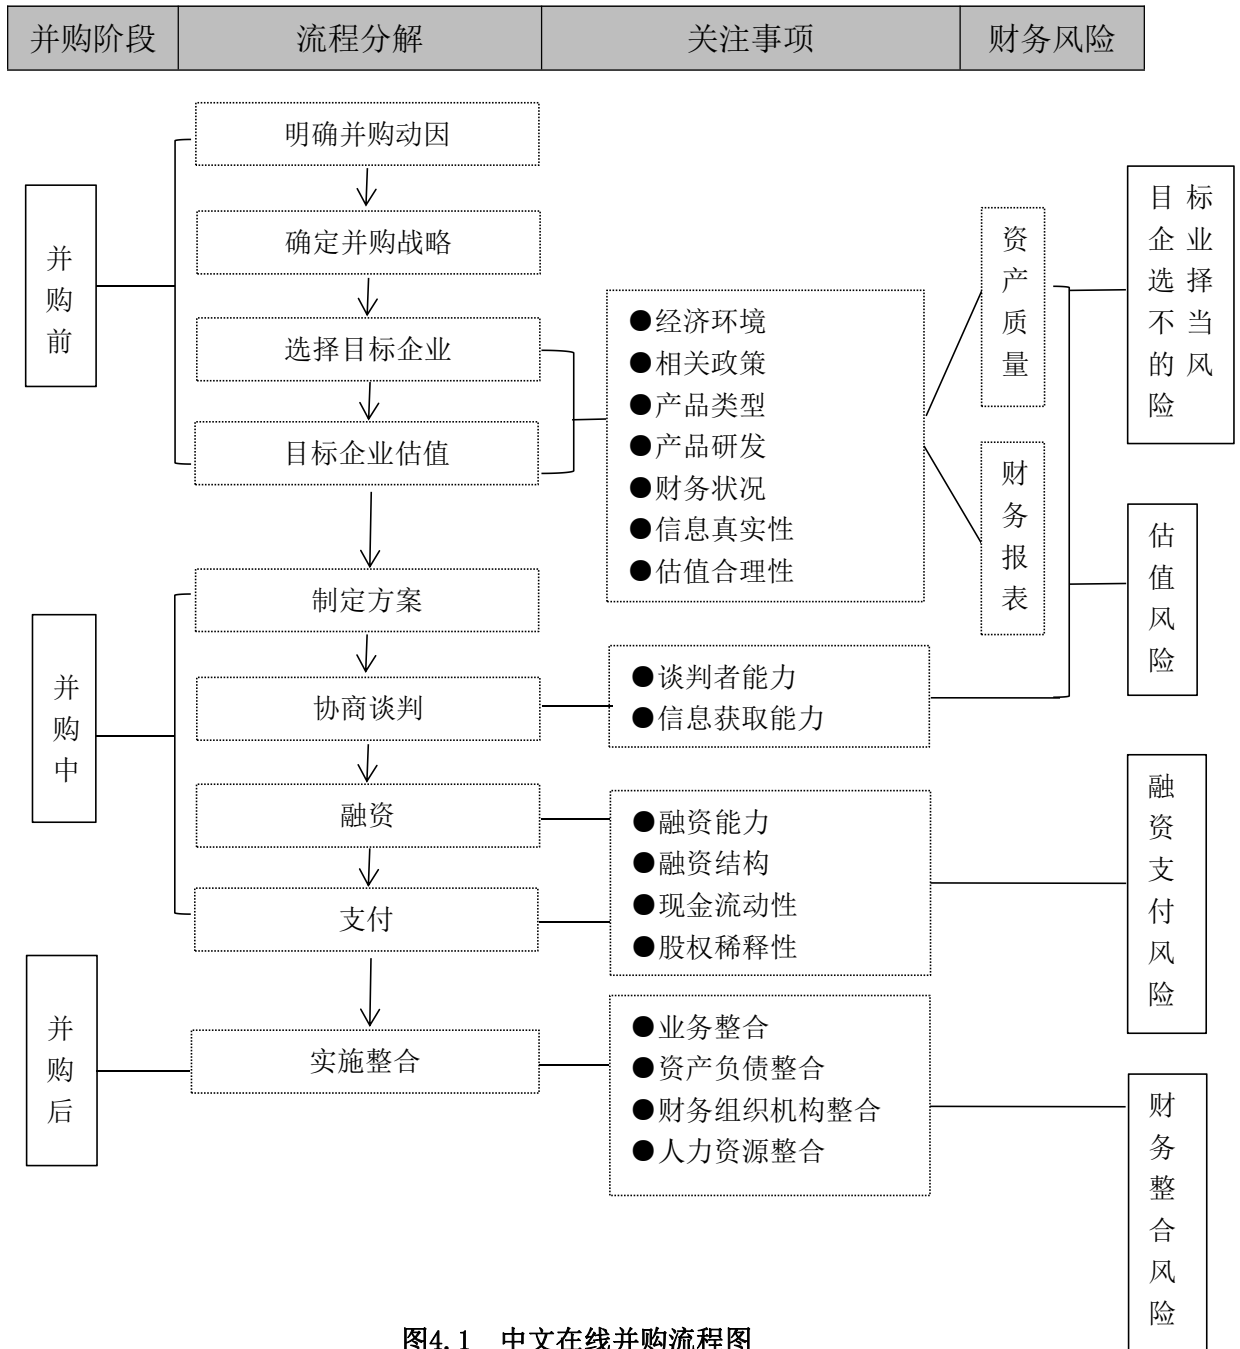 并购阶段 流程分解 关注事项 财务风险
并购前
明确并购动因
确定并购战略
选择目标企业
目标企业估值
●经济环境
●相关政策
●产品类型
●产品研发
●财务状况
●信息真实性
●估值合理性
资产质量
财务报表
目标
企业
选择
不当
的风
险
估值风险
并购中
制定方案
协商谈判
融资
支付
●谈判者能力
●信息获取能力
●融资能力
●融资结构
●现金流动性
●股权稀释性
融资支付风险
并购后
实施整合
●业务整合
●资产负债整合
●财务组织机构整合
●人力资源整合
财务整合风险
图4.1 中文在线并购流程图